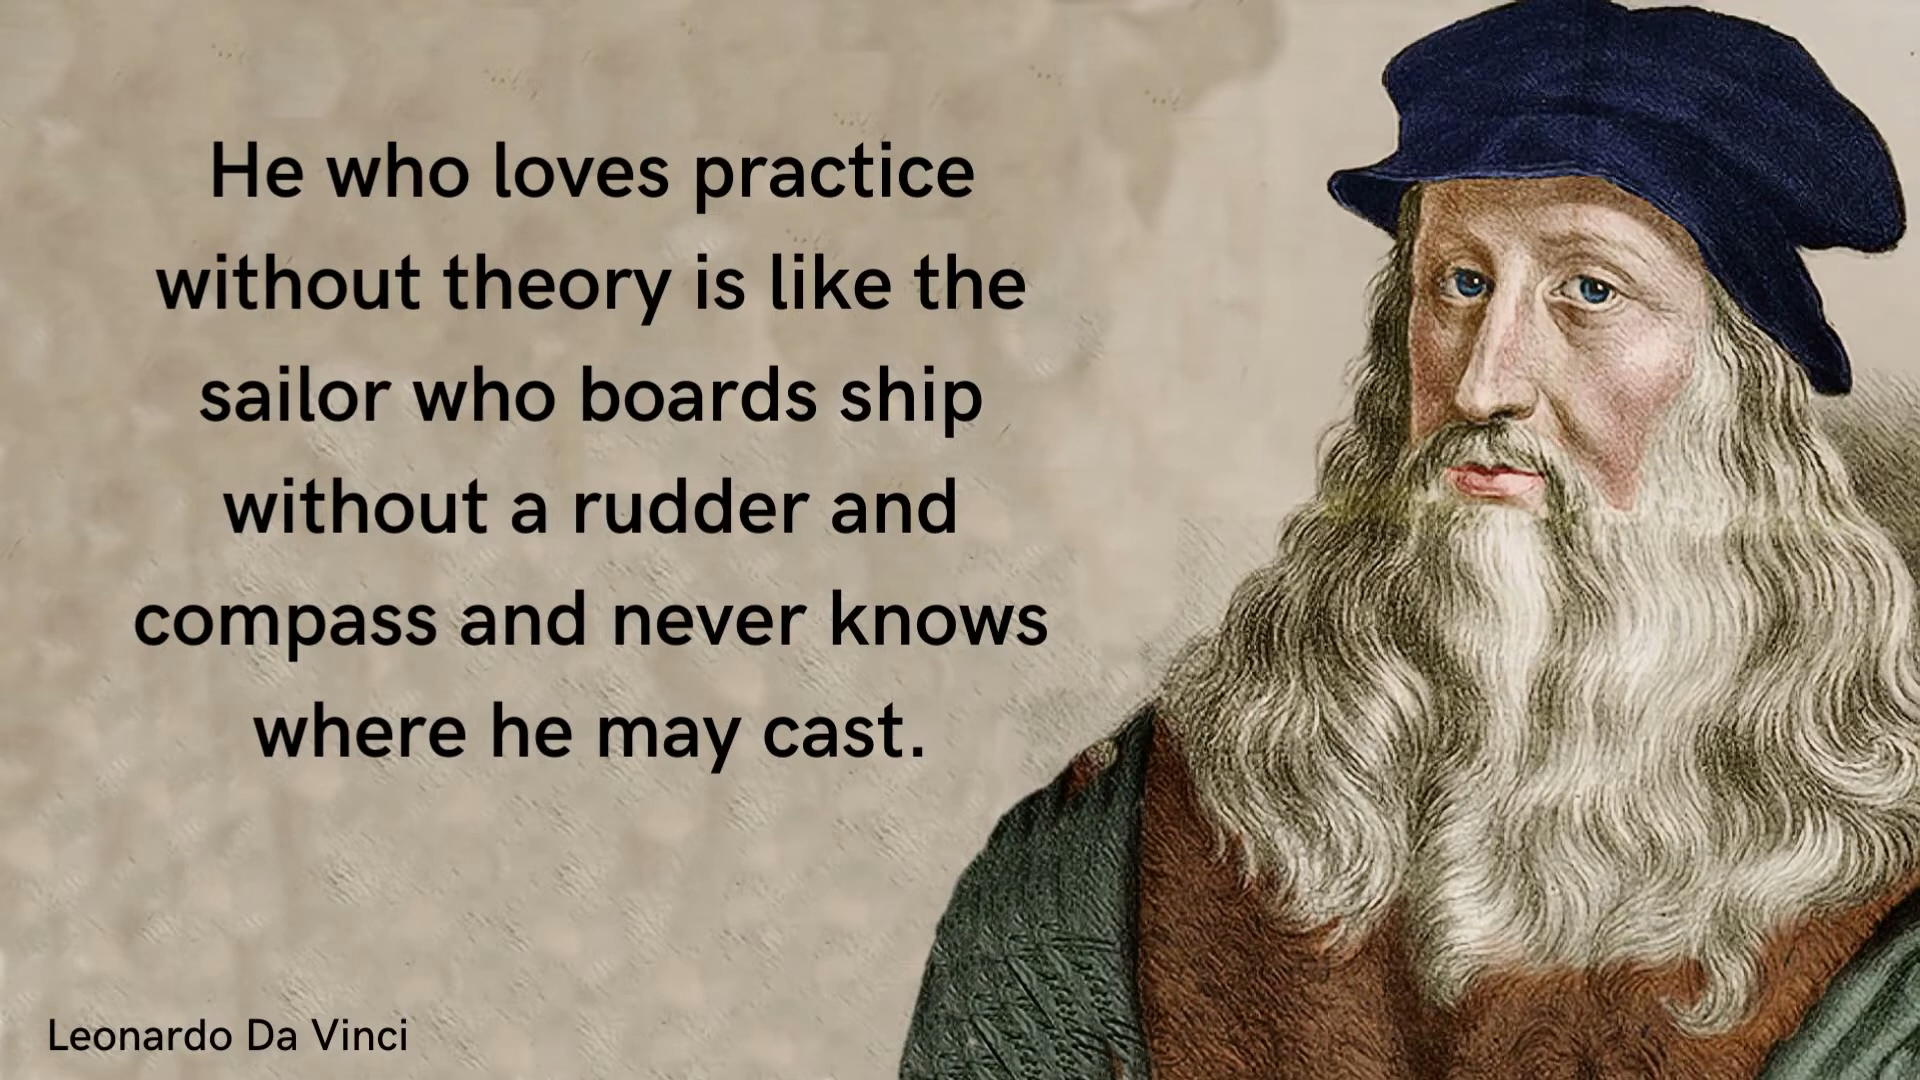 He who loves practice
without theory is like the
sailor who boards ship
without a rudder and
compass and never knows
where he may cast.
Leonardo Da Vinci